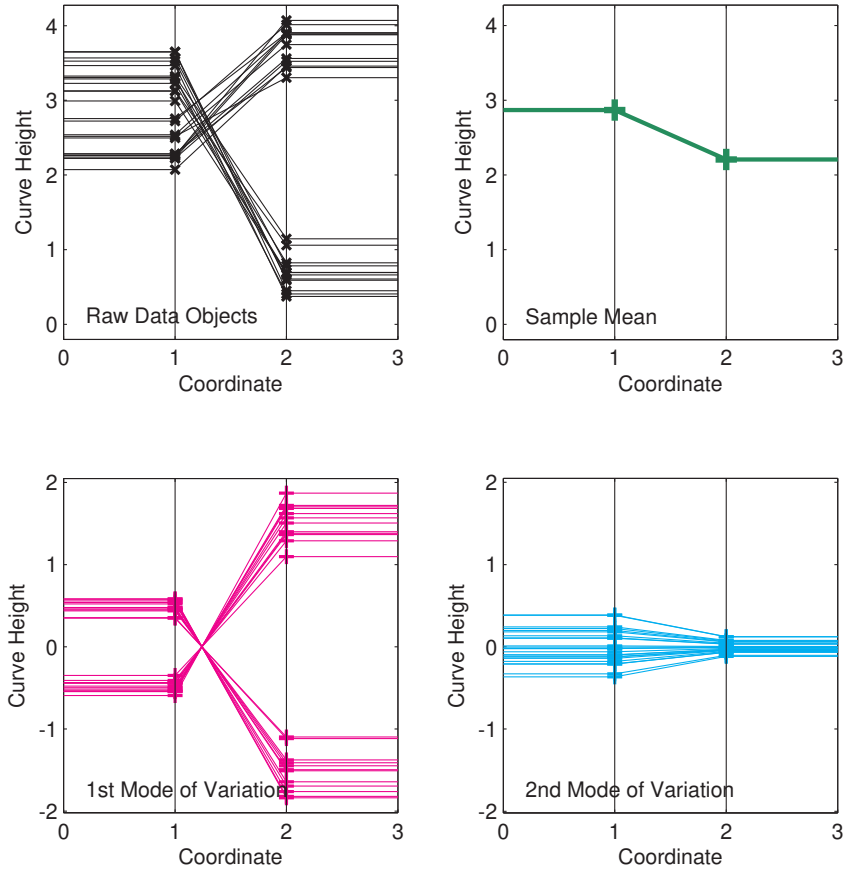 Curve Height
4
3
2
1
0
Raw Data Objects
0 1 2 3
Coordinate
Curve Height
4
3
2
1
0
Sample Mean
0 1 2 3
Coordinate
Curve Height
2
1
0
-1
-2
1st Mode of Variation
0 1 2 3
Coordinate
Curve Height
2
1
0
-1
-2
2nd Mode of Variation
0 1 2 3
Coordinate